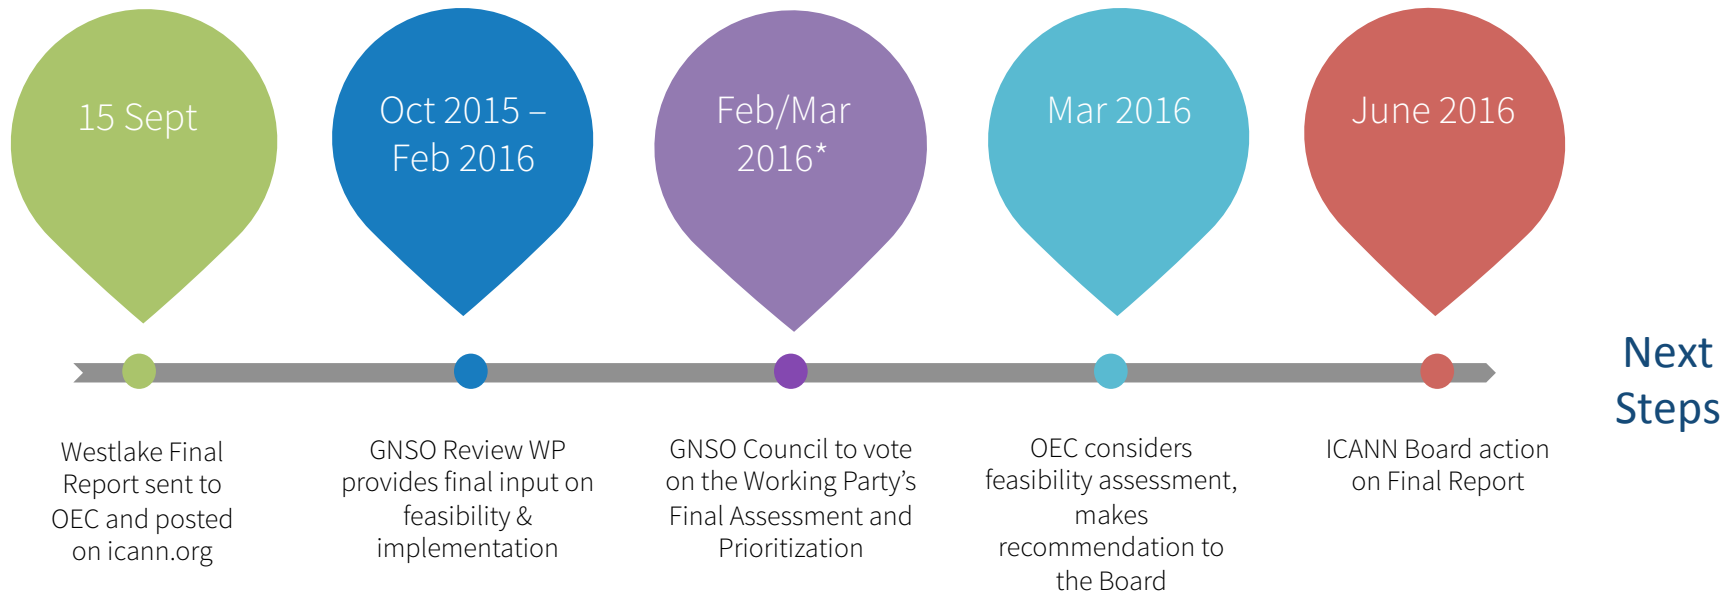 15 Sept
Oct 2015 –
Feb 2016
Feb/Mar
2016*
Mar 2016
June 2016
Next
Steps
Westlake Final
Report sent to
OEC and posted
on icann.org
GNSO Review WP
provides final input on
feasibility &
implementation
GNSO Council to vote
on the Working Party’s
Final Assessment and
Prioritization
OEC considers
feasibility assessment,
makes
recommendation to
the Board
ICANN Board action
on Final Report